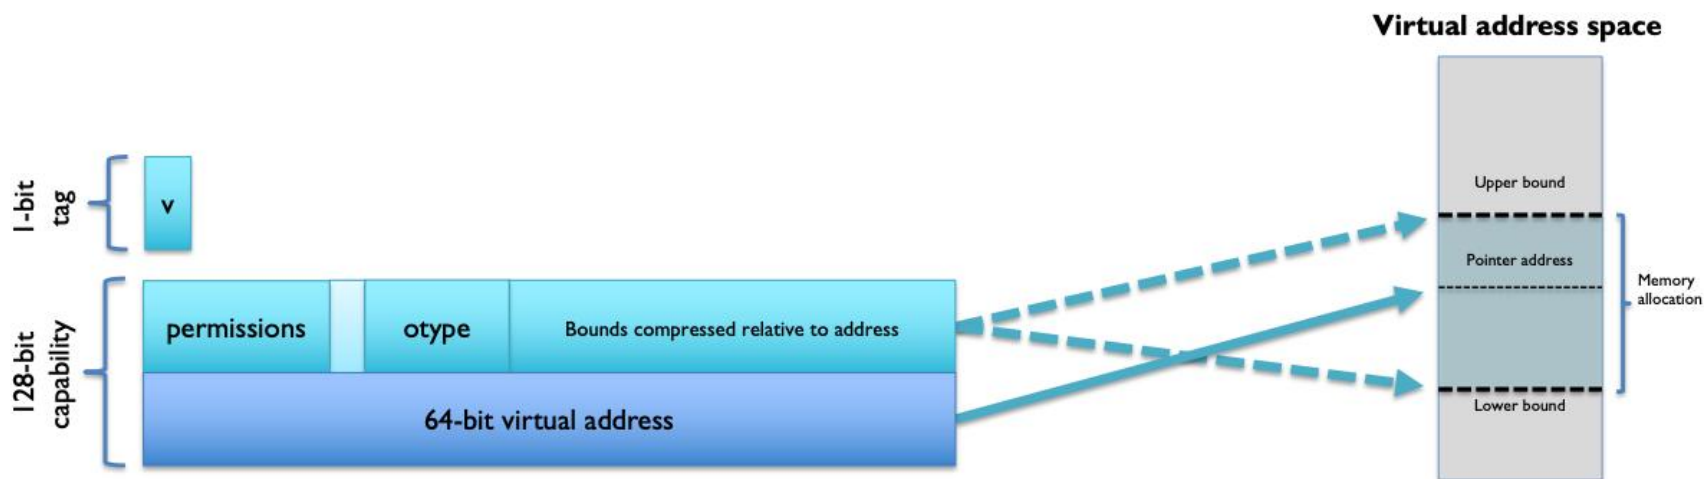 Virtual address space
1-bit
tag
v
128-bit
capability
permissions
otype
Bounds compressed relative to address
64-bit virtual address
Upper bound
Pointer address
Lower bound
Memory
allocation